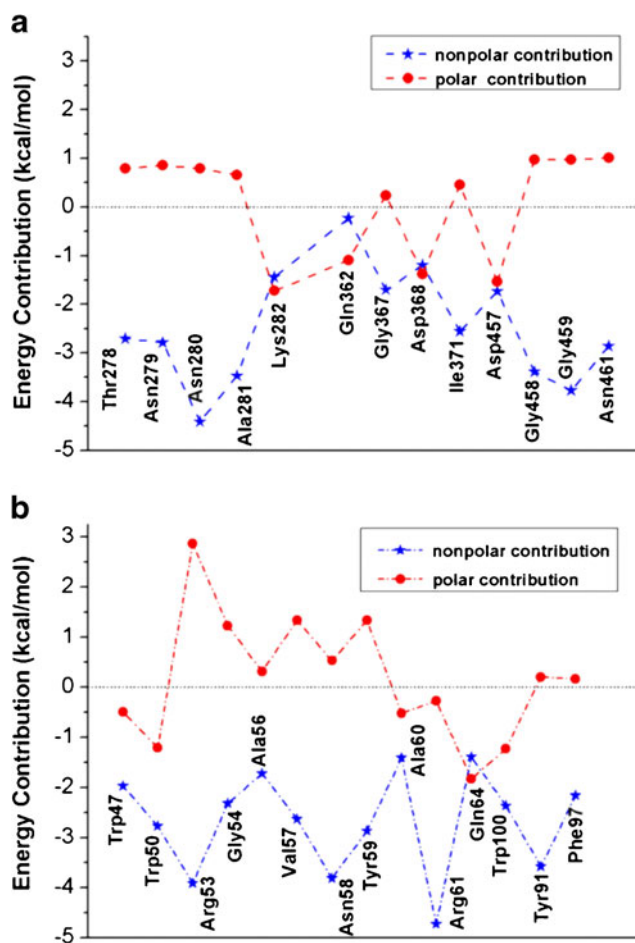 a
nonpolar contribution
polar contribution
Energy Contribution (kcal/mol)
3
2
1
0
-1
-2
-3
-4
-5
Thr278
Asn279
Asn280
Ala281
Lys282
Gln362
Gly367
Asp368
Ile371
Asp457
Gly458
Gly459
Asn461
b
nonpolar contribution
polar contribution
Energy Contribution (kcal/mol)
3
2
1
0
-1
-2
-3
-4
-5
Trp47
Trp50
Arg53
Gly54
Ala56
Val57
Asn58
Tyr59
Ala60
Arg61
Gln64
Trp100
Tyr91
Phe97